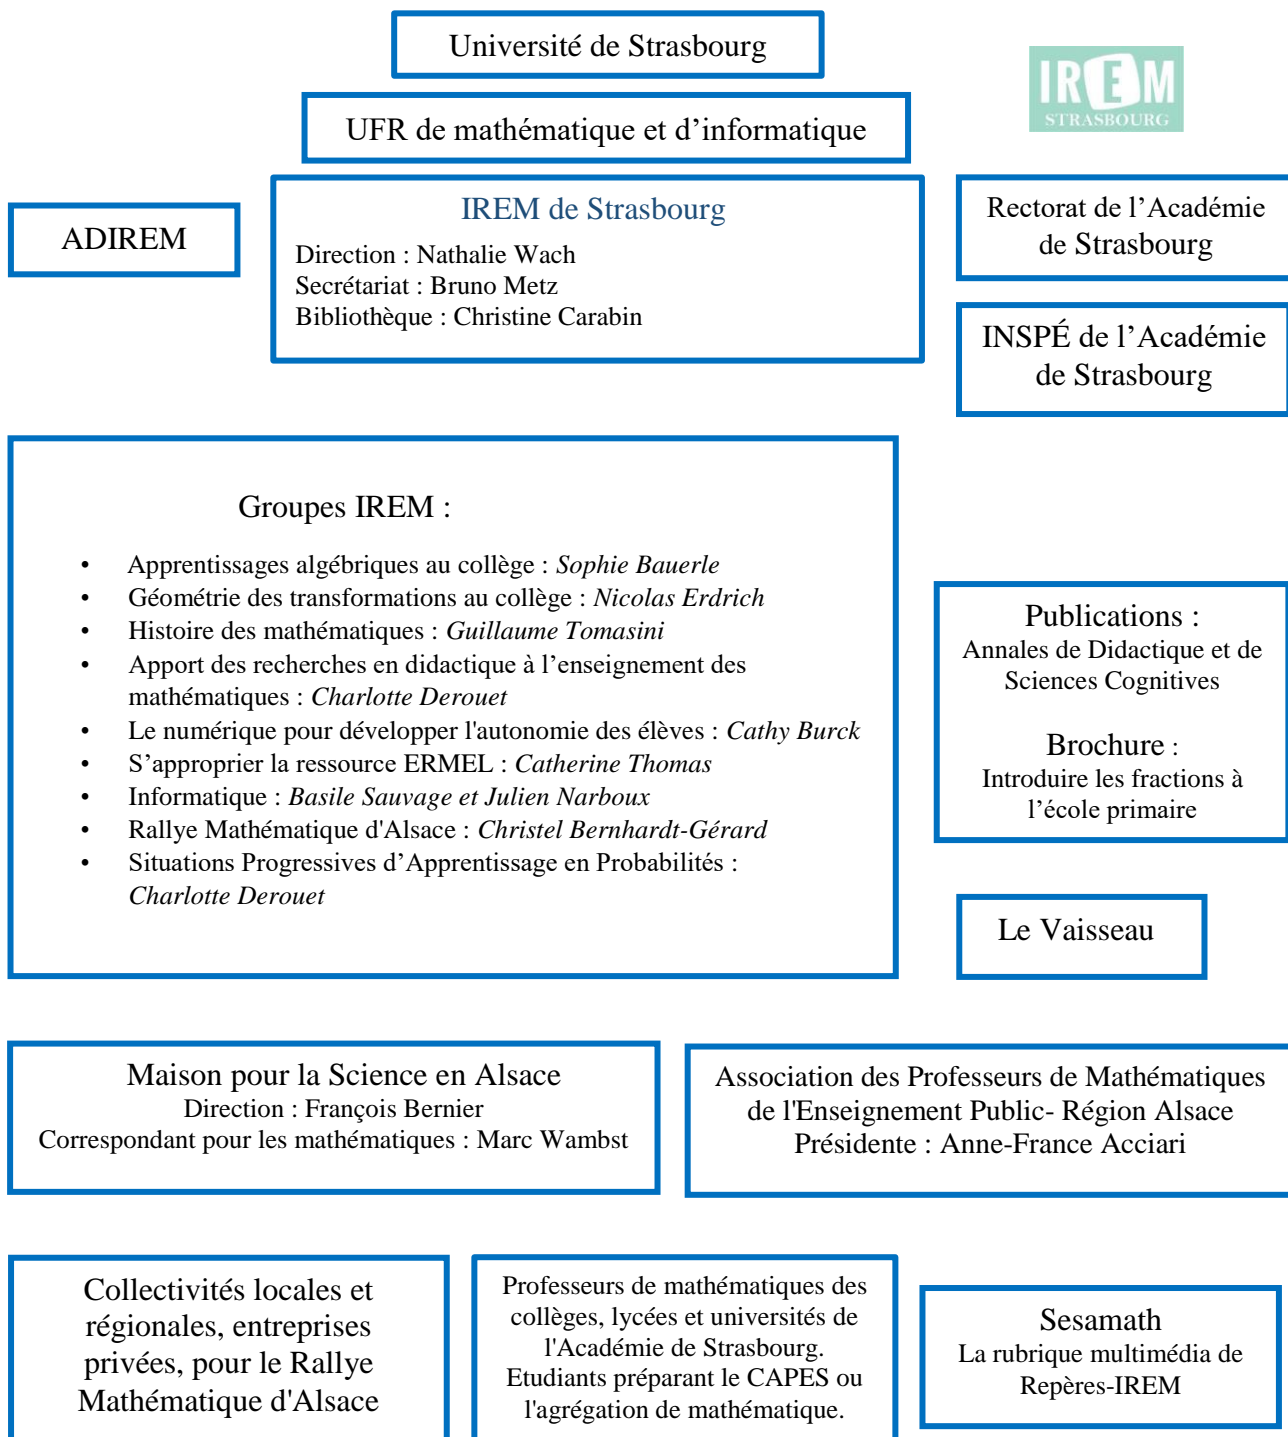 Université de Strasbourg
IREM
STRASBOURG
UFR de mathématique et d’informatique
ADIREM
IREM de Strasbourg
Direction : Nathalie Wach
Secrétariat : Bruno Metz
Bibliothèque : Christine Carabin
Rectorat de l’Académie
de Strasbourg
INSPÉ de l’Académie
de Strasbourg
Groupes IREM :
• Apprentissages algébriques au collège : Sophie Bauerle
• Géométrie des transformations au collège : Nicolas Erdrich
• Histoire des mathématiques : Guillaume Tomasini
• Apport des recherches en didactique à l’enseignement des
mathématiques : Charlotte Derouet
• Le numérique pour développer l'autonomie des élèves : Cathy Burck
• S’approprier la ressource ERMEL : Catherine Thomas
• Informatique : Basile Sauvage et Julien Narboux
• Rallye Mathématique d'Alsace : Christel Bernhardt-Gérard
• Situations Progressives d’Apprentissage en Probabilités :
Charlotte Derouet
Publications :
Annales de Didactique et de
Sciences Cognitives
Brochure :
Introduire les fractions à
l’école primaire
Le Vaisseau
Maison pour la Science en Alsace
Direction : François Bernier
Correspondant pour les mathématiques : Marc Wambst
Association des Professeurs de Mathématiques
de l'Enseignement Public- Région Alsace
Présidente : Anne-France Acciari
Collectivités locales et
régionales, entreprises
privées, pour le Rallye
Mathématique d'Alsace
Professeurs de mathématiques des
collèges, lycées et universités de
l'Académie de Strasbourg.
Etudiants préparant le CAPES ou
l'agrégation de mathématique.
Sesamath
La rubrique multimédia de
Repères-IREM